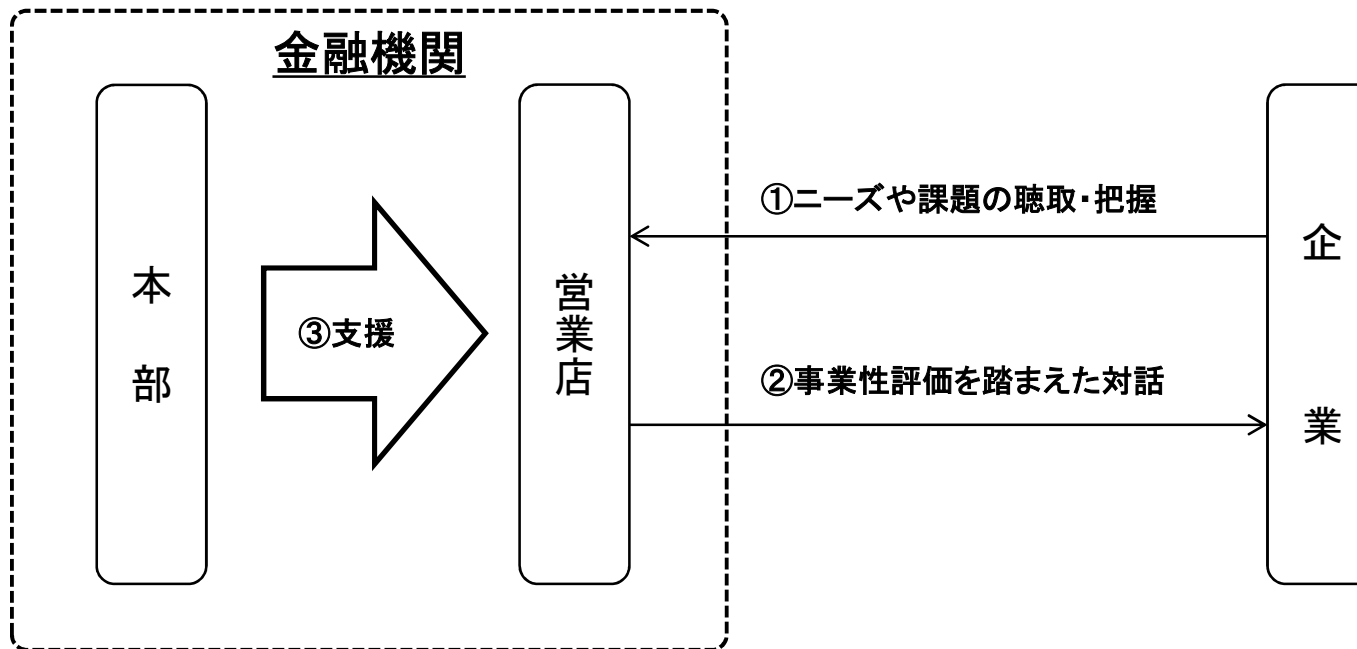 金融機関
本部
③支援
営業店
①ニーズや課題の聴取・把握
②事業性評価を踏まえた対話
企業